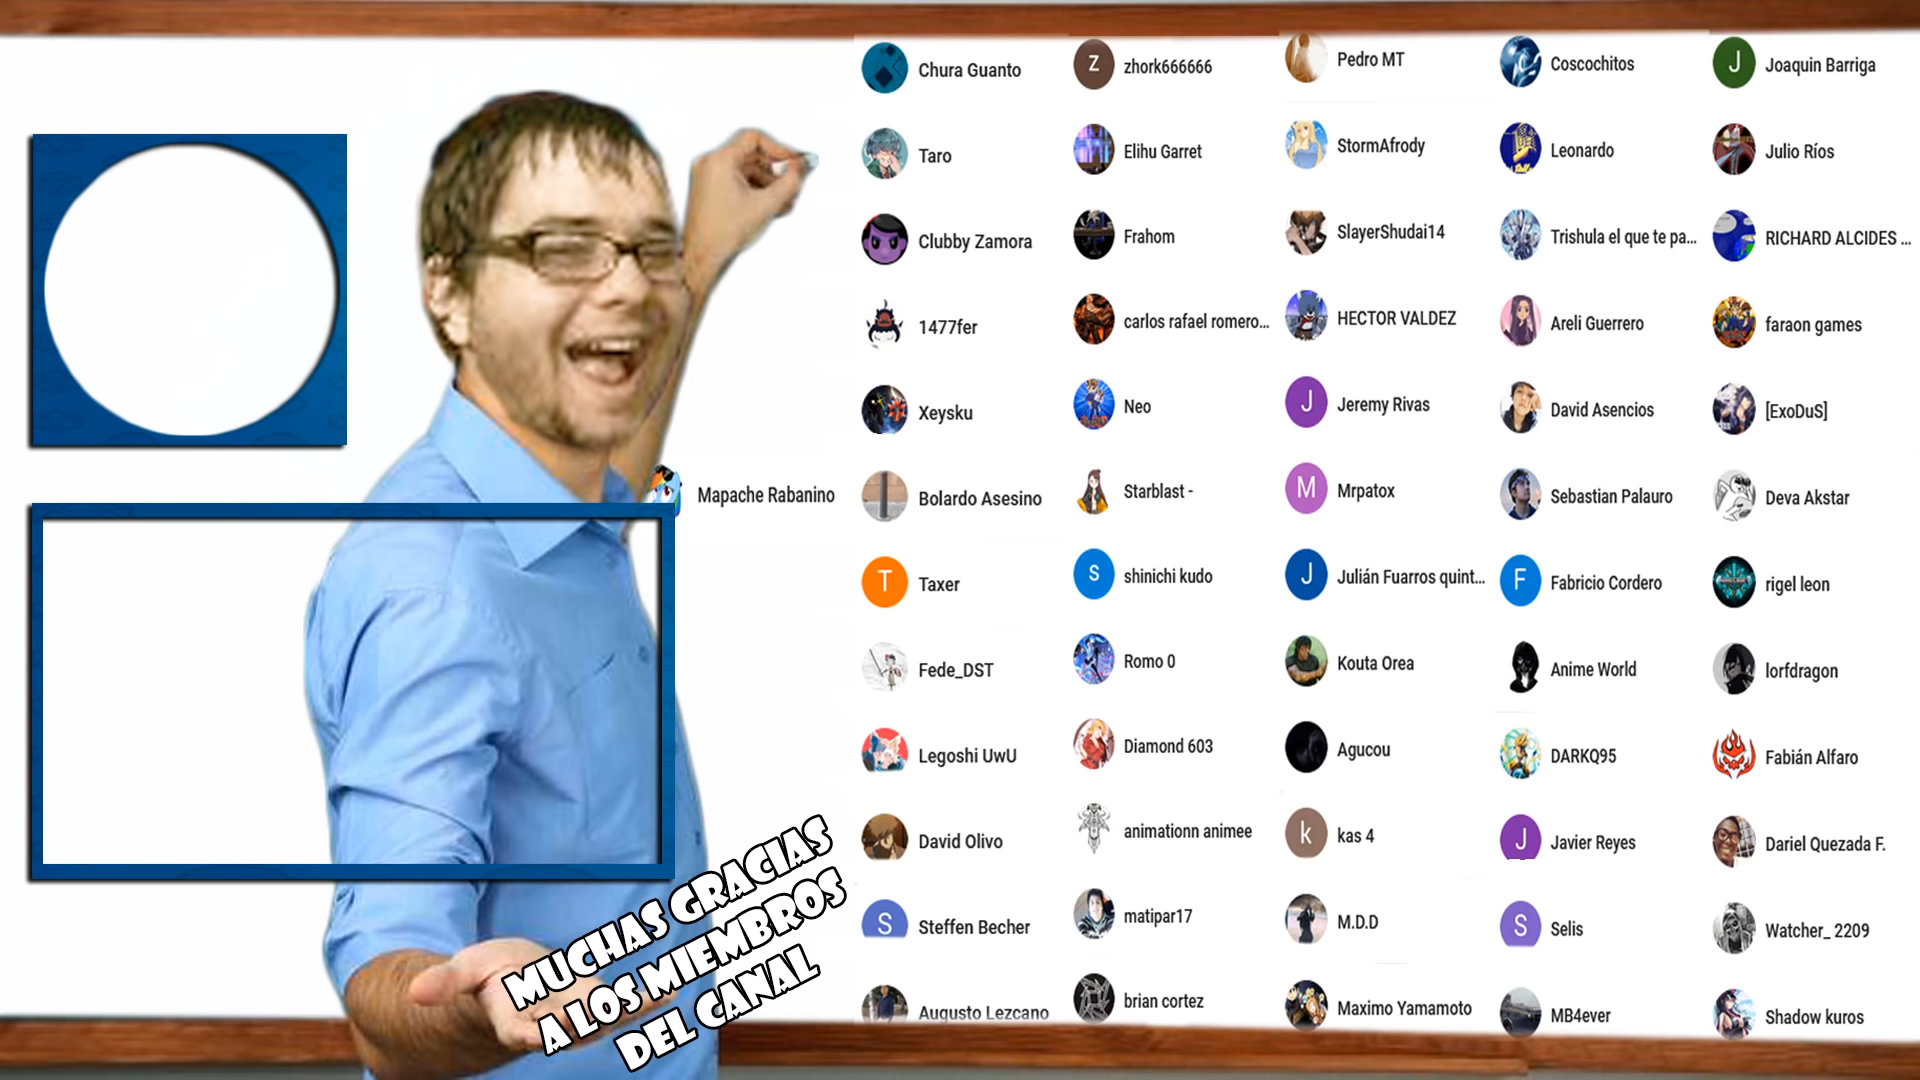 Mapache Rabanino
Chura Guanto
Taro
Clubby Zamora
1477fer
Xeysku
Bolardo Asesino
T
Taxer
Fede_DST
Legoshi UwU
David Olivo
S
Steffen Becher
Augusto Lezcano
Z
zhork666666
Elihu Garret
Frahom
carlos rafael romero...
Neo
Starblast -
S
shinichi kudo
Romo 0
Diamond 603
animationn animee
matipar17
brian cortez
Pedro MT
StormAfrody
SlayerShudai14
HECTOR VALDEZ
J
Jeremy Rivas
M
Mrpatox
J
Julián Fuarros quint...
Kouta Orea
Agucou
k
kas 4
M.D.D
Maximo Yamamoto
Coscochitos
Leonardo
Trishula el que te pa...
Areli Guerrero
David Asencios
Sebastian Palauro
F
Fabricio Cordero
Anime World
DARKQ95
J
Javier Reyes
S
Selis
MB4ever
J
Joaquin Barriga
Julio Ríos
RICHARD ALCIDES ...
faraon games
[ExoDuS]
Deva Akstar
rigel leon
lorfdragon
Fabián Alfaro
Dariel Quezada F.
Watcher_ 2209
Shadow kuros
MUCHAS GRACIAS
A LOS MIEMBROS
DEL CANAL